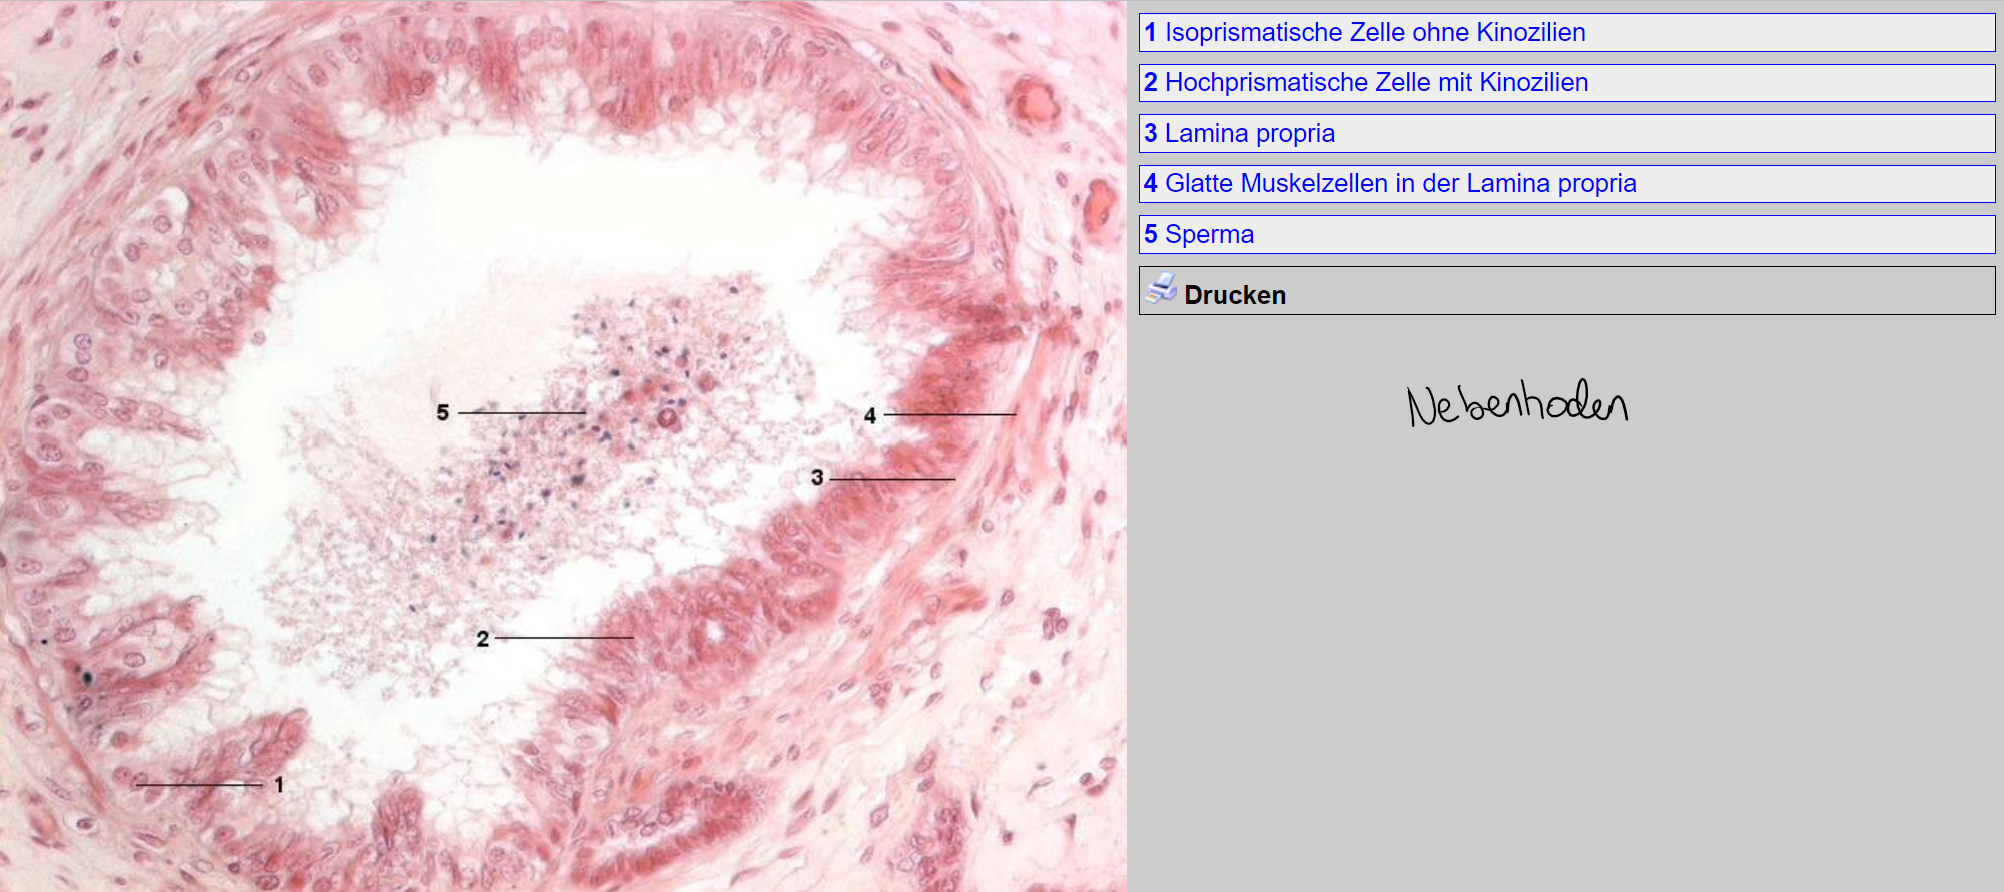 1 Isoprismatische Zelle ohne Kinozilien
2 Hochprismatische Zelle mit Kinozilien
3 Lamina propria
4 Glatte Muskelzellen in der Lamina propria
5 Sperma
Drucken
Nebenhoden
5
4
3
2
1